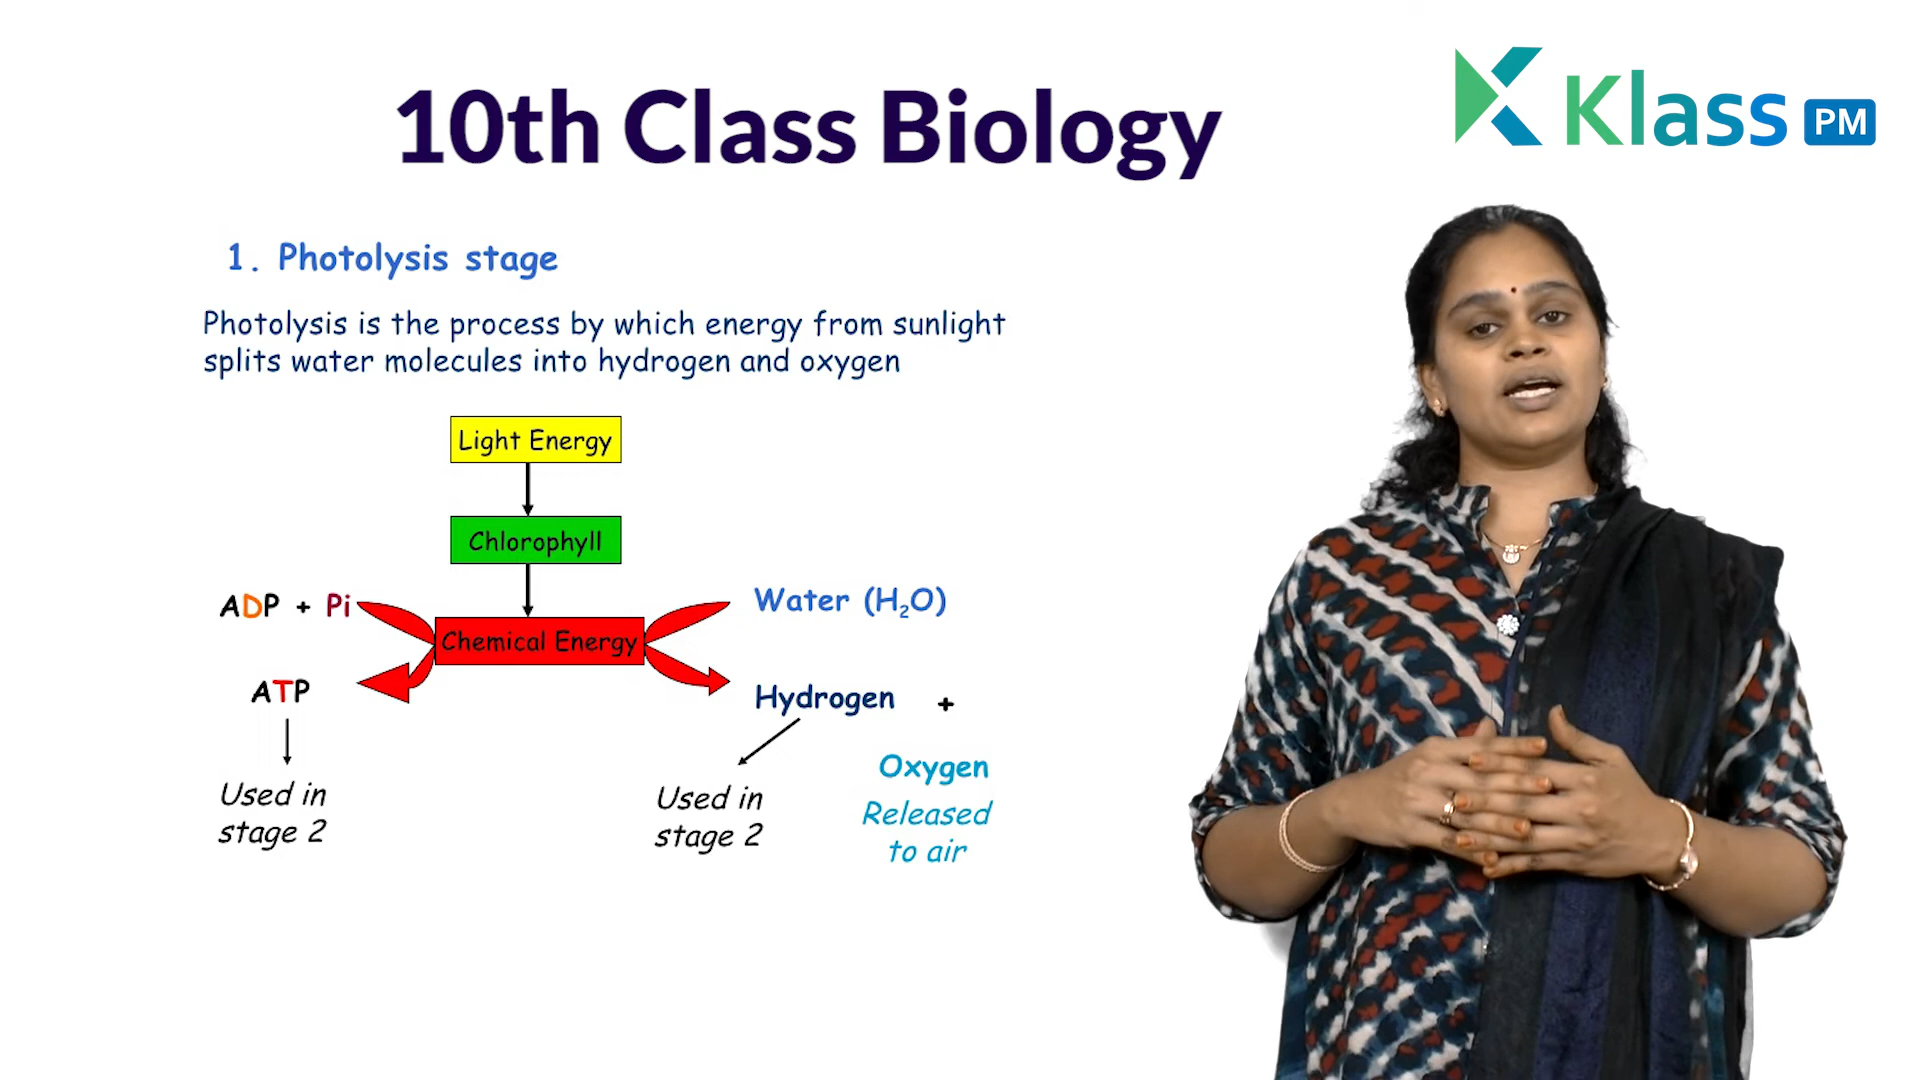 10th Class Biology
Klass PM
1. Photolysis stage
Photolysis is the process by which energy from sunlight
splits water molecules into hydrogen and oxygen
Light Energy
Chlorophyll
ADP + Pi
Chemical Energy
Water (H₂O)
ATP
Hydrogen +
Oxygen
Used in
stage 2
Used in
stage 2
Released
to air